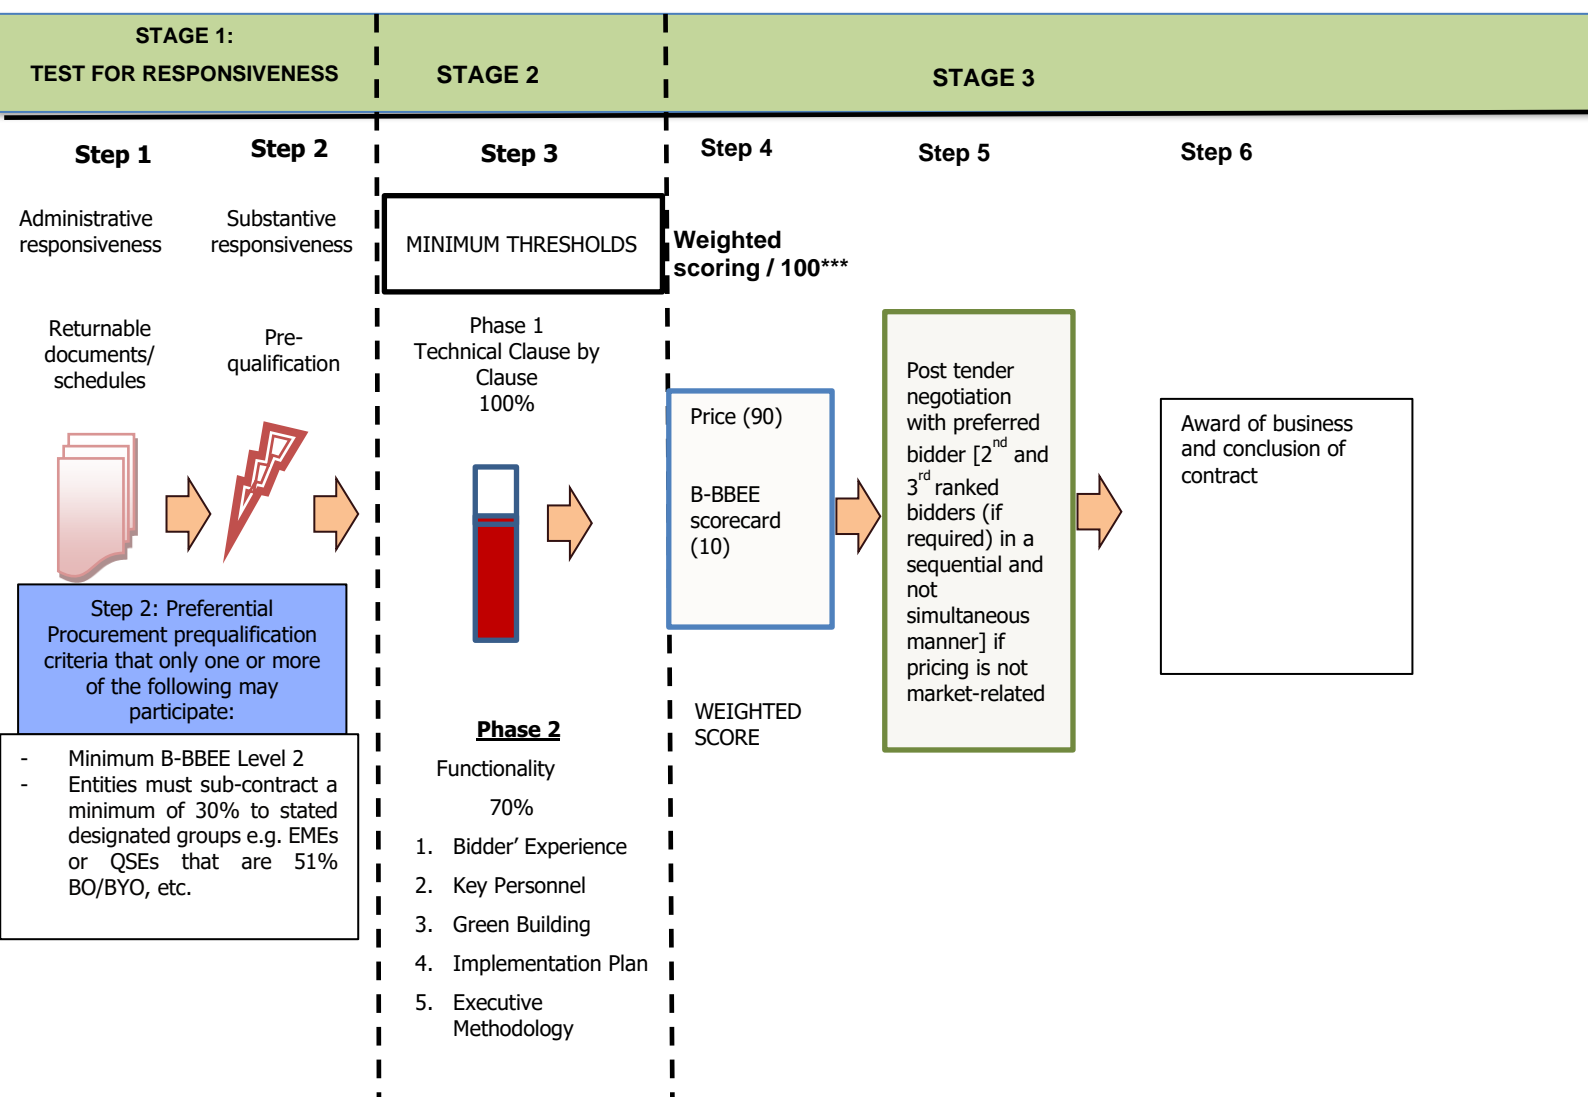 STAGE 1:
TEST FOR RESPONSIVENESS
STAGE 2
STAGE 3
Step 1
Step 2
Step 3
Step 4
Step 5
Step 6
Administrative
responsiveness
Substantive
responsiveness
MINIMUM THRESHOLDS
Weighted
scoring / 100***
Returnable
documents/
schedules
Pre-
qualification
Phase 1
Technical Clause by
Clause
100%
Price (90)
B-BBEE
scorecard
(10)
Post tender
negotiation
with preferred
bidder [2nd and
3rd ranked
bidders (if
required) in a
sequential and
not
simultaneous
manner] if
pricing is not
market-related
Award of business
and conclusion of
contract
Step 2: Preferential
Procurement prequalification
criteria that only one or more
of the following may
participate:
- Minimum B-BBEE Level 2
- Entities must sub-contract a
minimum of 30% to stated
designated groups e.g. EMEs
or QSEs that are 51%
BO/BYO, etc.
Phase 2
Functionality
70%
1. Bidder' Experience
2. Key Personnel
3. Green Building
4. Implementation Plan
5. Executive
Methodology
WEIGHTED
SCORE